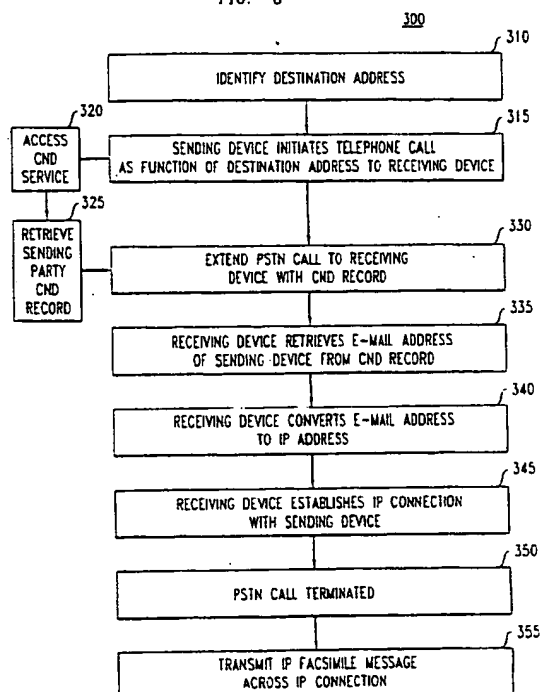 300
310
IDENTIFY DESTINATION ADDRESS
320
315
ACCESS
CND
SERVICE
SENDING DEVICE INITIATES TELEPHONE CALL
AS FUNCTION OF DESTINATION ADDRESS TO RECEIVING DEVICE
325
RETRIEVE
SENDING
PARTY
CND
RECORD
330
EXTEND PSTN CALL TO RECEIVING
DEVICE WITH CND RECORD
335
RECEIVING DEVICE RETRIEVES E-MAIL ADDRESS
OF SENDING DEVICE FROM CND RECORD
340
RECEIVING DEVICE CONVERTS E-MAIL ADDRESS
TO IP ADDRESS
345
RECEIVING DEVICE ESTABLISHES IP CONNECTION
WITH SENDING DEVICE
350
PSTN CALL TERMINATED
355
TRANSMIT IP FACSIMILE MESSAGE
ACROSS IP CONNECTION